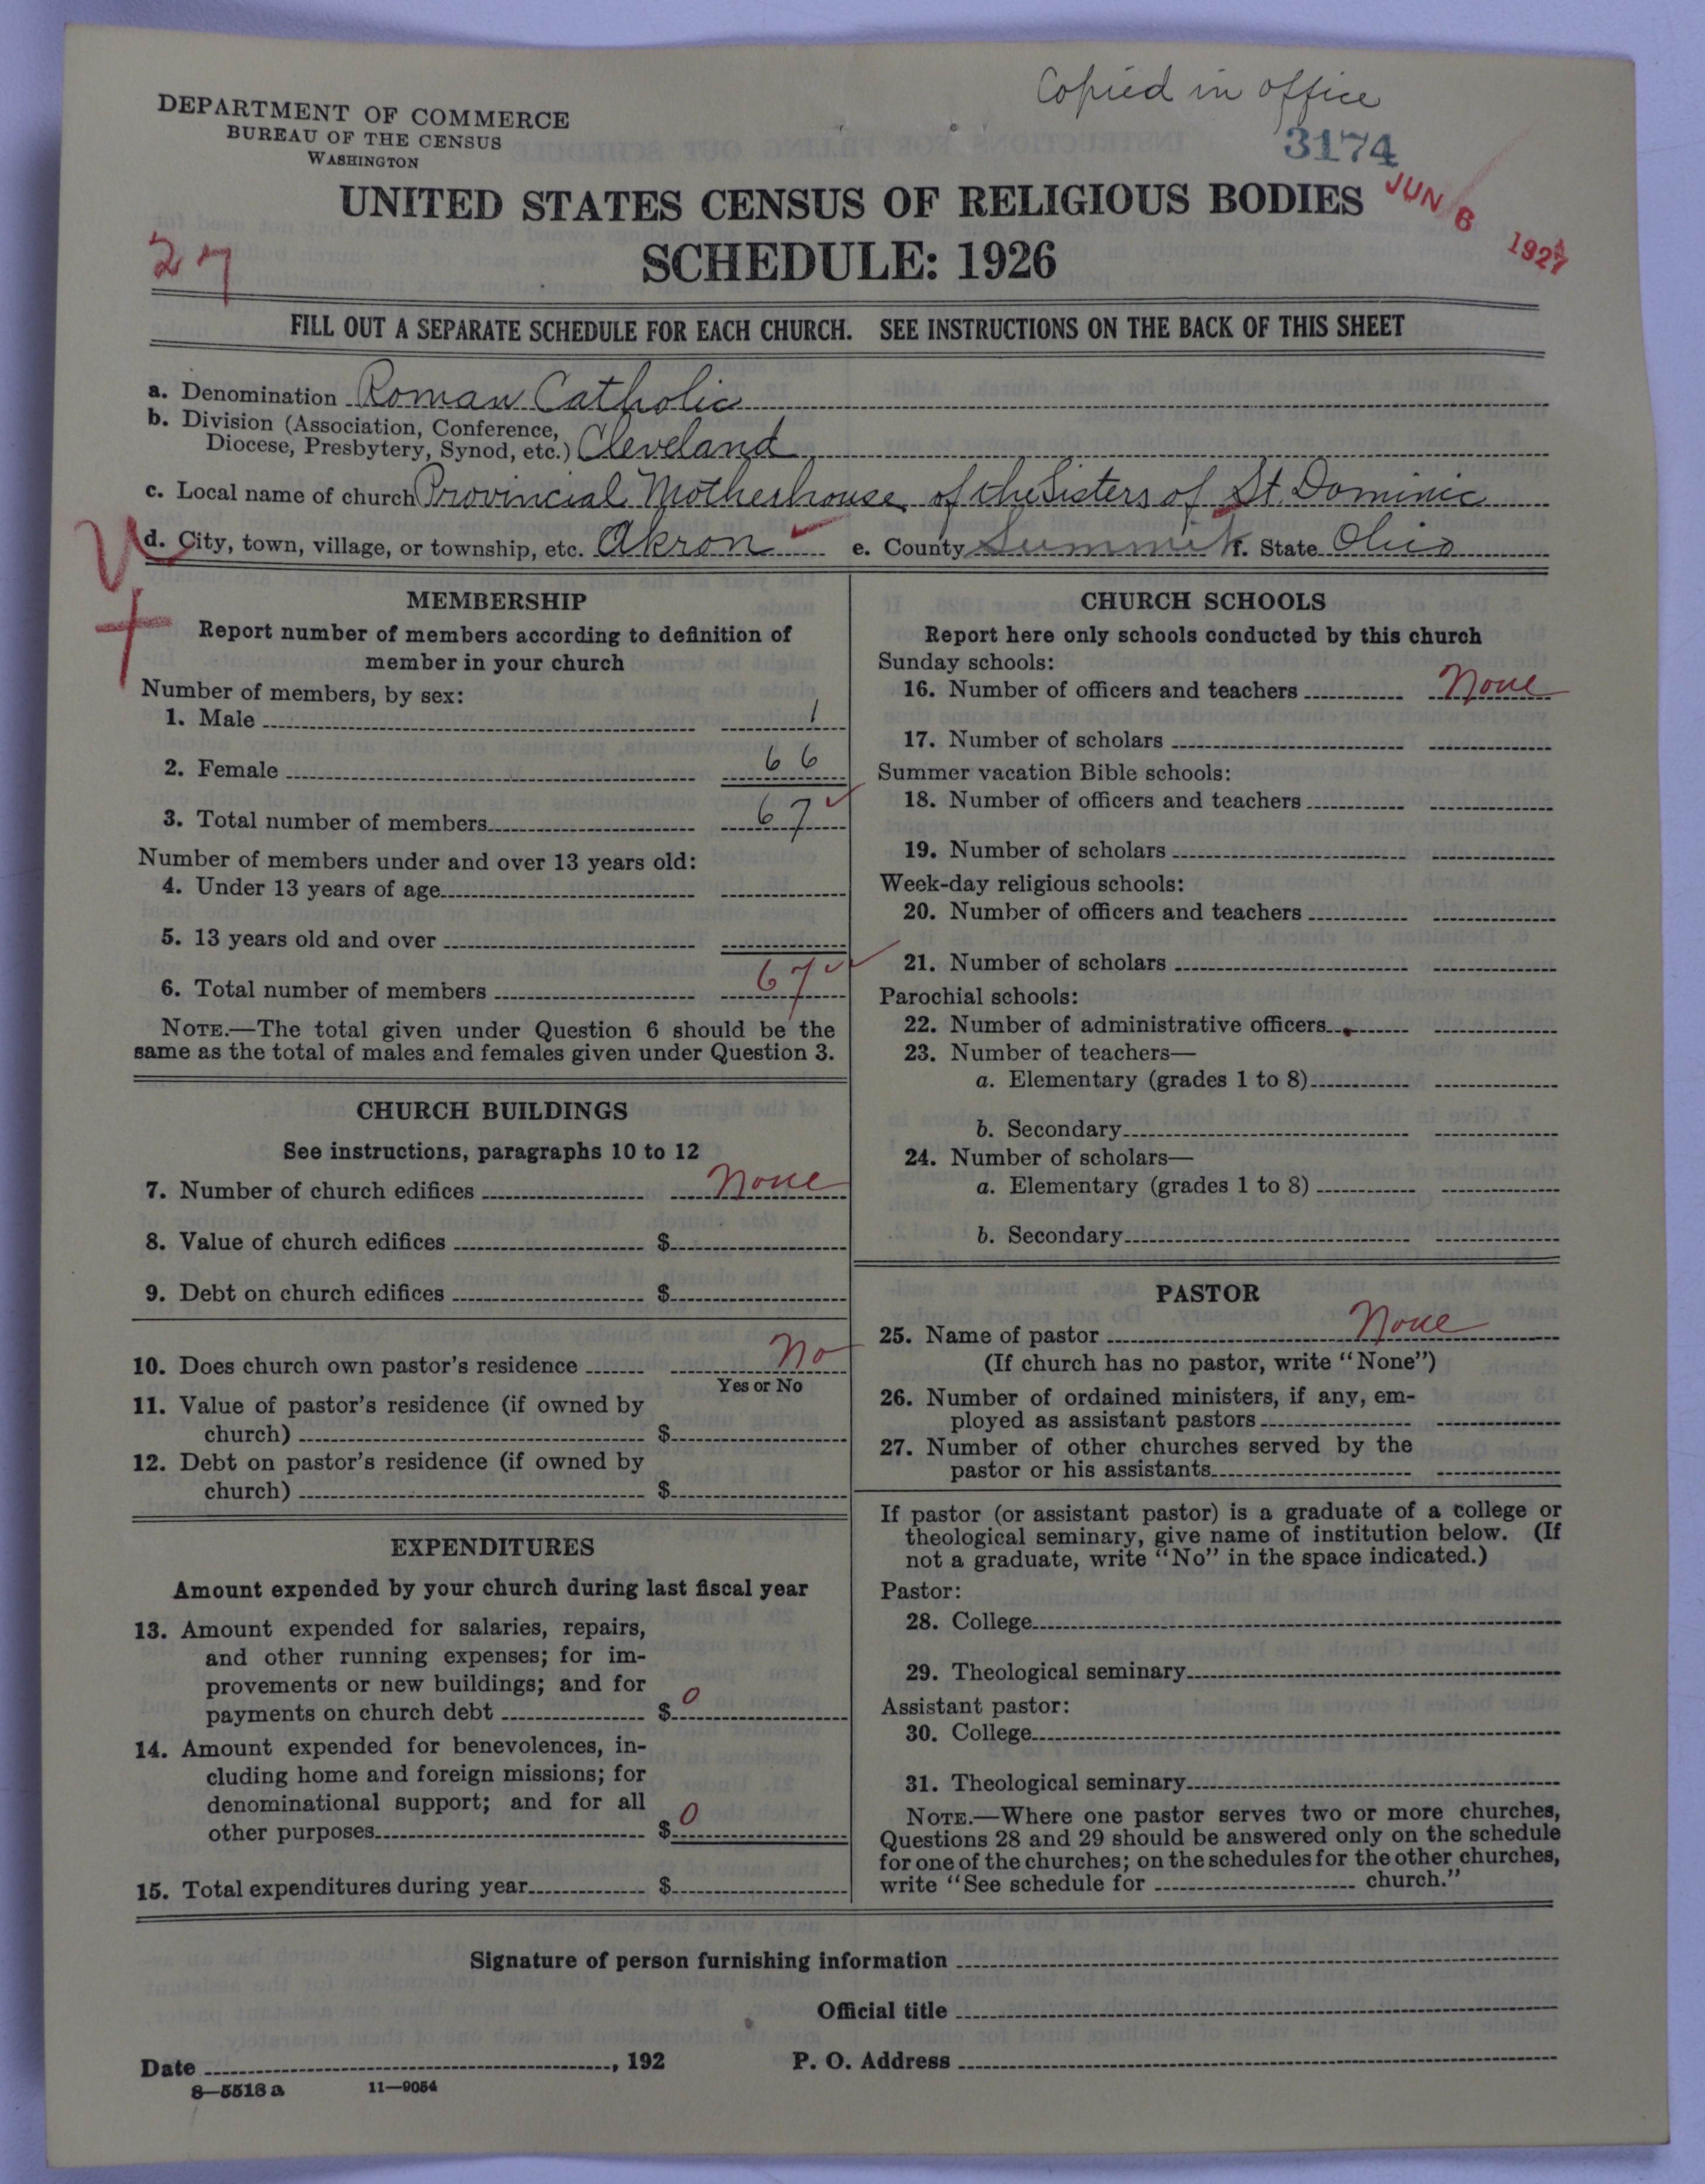 Copied in office
DEPARTMENT OF COMMERCE
BUREAU OF THE CENSUS
WASHINGTON
3174
UNITED STATES CENSUS OF RELIGIOUS BODIES
JUN 6 1927
27
SCHEDULE: 1926
FILL OUT A SEPARATE SCHEDULE FOR EACH CHURCH. SEE INSTRUCTIONS ON THE BACK OF THIS SHEET
a. Denomination Roman Catholic
b. Division (Association, Conference,
Diocese, Presbytery, Synod, etc.) Cleveland
c. Local name of church Provincial Motherhouse of the Sisters of St. Dominic
d. City, town, village, or township, etc. Akron e. County Summit f. State Ohio
MEMBERSHIP
Report number of members according to definition of
member in your church
Number of members, by sex:
1. Male 1
2. Female 66
3. Total number of members 67
Number of members under and over 13 years old:
4. Under 13 years of age
5. 13 years old and over
6. Total number of members 67
NOTE.—The total given under Question 6 should be the
same as the total of males and females given under Question 3.
CHURCH BUILDINGS
See instructions, paragraphs 10 to 12
7. Number of church edifices None
8. Value of church edifices $
9. Debt on church edifices $
10. Does church own pastor's residence No
Yes or No
11. Value of pastor's residence (if owned by
church) $
12. Debt on pastor's residence (if owned by
church) $
EXPENDITURES
Amount expended by your church during last fiscal year
13. Amount expended for salaries, repairs,
and other running expenses; for im-
provements or new buildings; and for
payments on church debt $ 0
14. Amount expended for benevolences, in-
cluding home and foreign missions; for
denominational support; and for all
other purposes $ 0
15. Total expenditures during year $
CHURCH SCHOOLS
Report here only schools conducted by this church
Sunday schools:
16. Number of officers and teachers None
17. Number of scholars
Summer vacation Bible schools:
18. Number of officers and teachers
19. Number of scholars
Week-day religious schools:
20. Number of officers and teachers
21. Number of scholars
Parochial schools:
22. Number of administrative officers
23. Number of teachers—
a. Elementary (grades 1 to 8)
b. Secondary
24. Number of scholars—
a. Elementary (grades 1 to 8)
b. Secondary
PASTOR
25. Name of pastor None
(If church has no pastor, write "None")
26. Number of ordained ministers, if any, em-
ployed as assistant pastors
27. Number of other churches served by the
pastor or his assistants
If pastor (or assistant pastor) is a graduate of a college or
theological seminary, give name of institution below. (If
not a graduate, write "No" in the space indicated.)
Pastor:
28. College
29. Theological seminary
Assistant pastor:
30. College
31. Theological seminary
NOTE.—Where one pastor serves two or more churches,
Questions 28 and 29 should be answered only on the schedule
for one of the churches; on the schedules for the other churches,
write "See schedule for church."
Signature of person furnishing information
Official title
Date , 192 P. O. Address
8—5518 a 11—9054